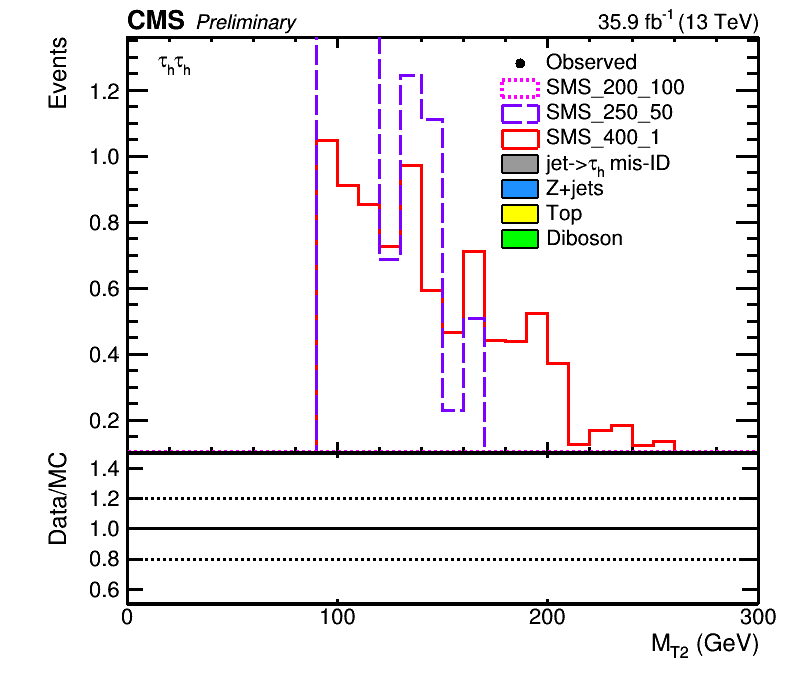 CMS Preliminary 35.9 fb⁻¹ (13 TeV)
Events
τhτh
Observed
SMS_200_100
SMS_250_50
SMS_400_1
jet->τh mis-ID
Z+jets
Top
Diboson
1.2
1.0
0.8
0.6
0.4
0.2
Data/MC
1.4
1.2
1.0
0.8
0.6
0 100 200 300
MT2 (GeV)